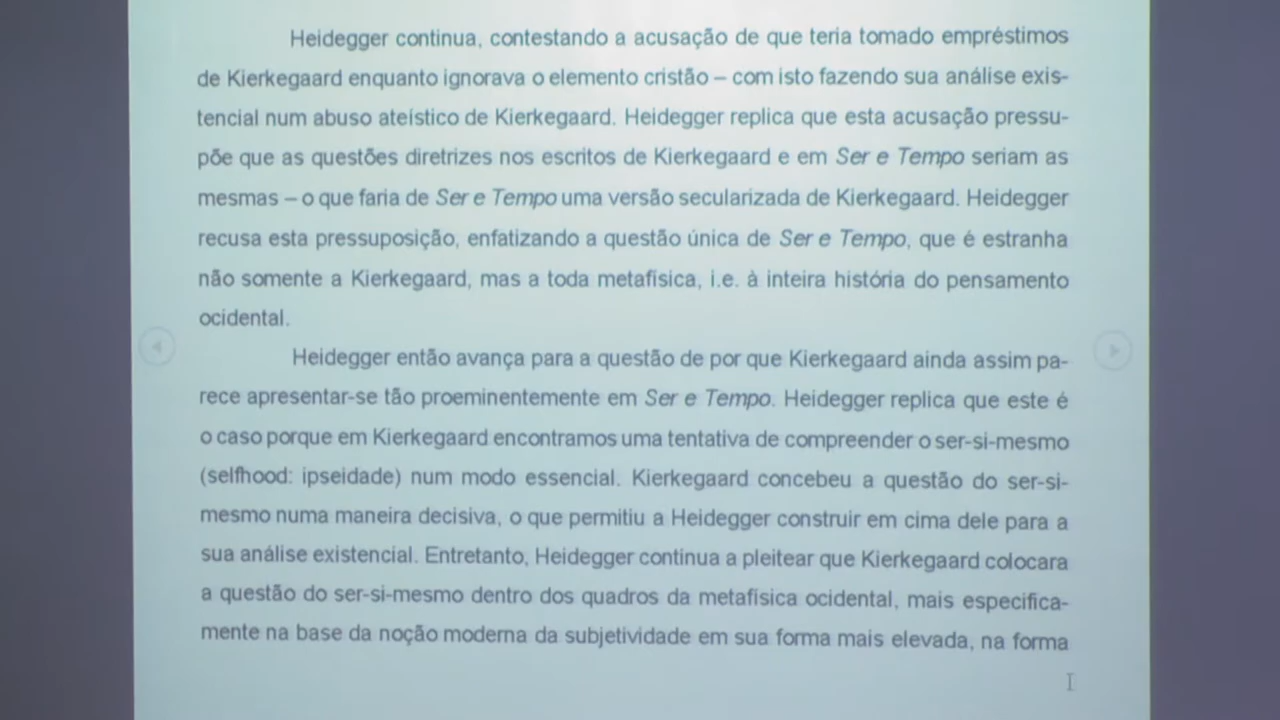 Heidegger continua, contestando a acusação de que teria tomado empréstimos
de Kierkegaard enquanto ignorava o elemento cristão – com isto fazendo sua análise exis-
tencial num abuso ateístico de Kierkegaard. Heidegger replica que esta acusação pressu-
põe que as questões diretrizes nos escritos de Kierkegaard e em Ser e Tempo seriam as
mesmas – o que faria de Ser e Tempo uma versão secularizada de Kierkegaard. Heidegger
recusa esta pressuposição, enfatizando a questão única de Ser e Tempo, que é estranha
não somente a Kierkegaard, mas a toda metafísica, i.e. à inteira história do pensamento
ocidental.
Heidegger então avança para a questão de por que Kierkegaard ainda assim pa-
rece apresentar-se tão proeminentemente em Ser e Tempo. Heidegger replica que este é
o caso porque em Kierkegaard encontramos uma tentativa de compreender o ser-si-mesmo
(selfhood: ipseidade) num modo essencial. Kierkegaard concebeu a questão do ser-si-
mesmo numa maneira decisiva, o que permitiu a Heidegger construir em cima dele para a
sua análise existencial. Entretanto, Heidegger continua a pleitear que Kierkegaard colocara
a questão do ser-si-mesmo dentro dos quadros da metafísica ocidental, mais especifica-
mente na base da noção moderna da subjetividade em sua forma mais elevada, na forma